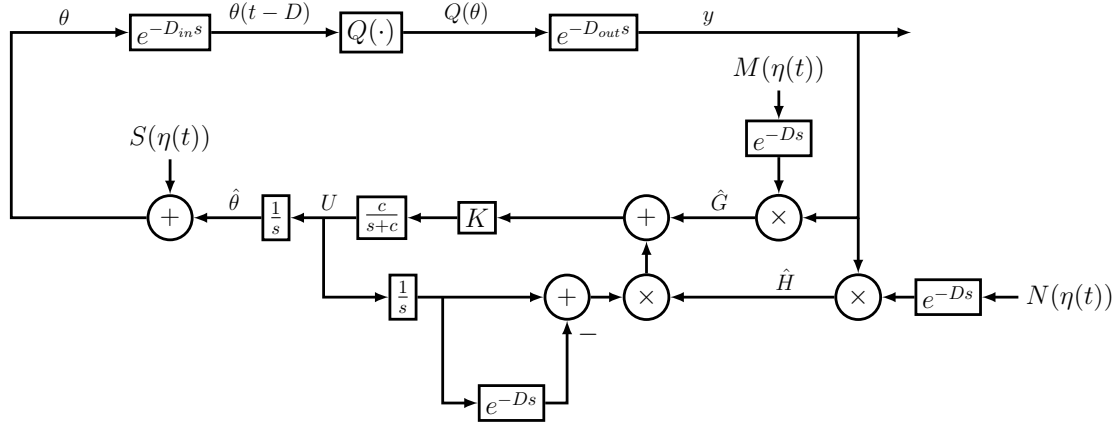 θ
e^{-D_{in}s}
θ(t − D)
Q(·)
Q(θ)
e^{-D_{out}s}
y
M(η(t))
e^{-Ds}
S(η(t))
+
θ̂
1/s
U
c/(s+c)
K
+
Ĝ
×
1/s
+
−
×
Ĥ
×
e^{-Ds}
N(η(t))
e^{-Ds}